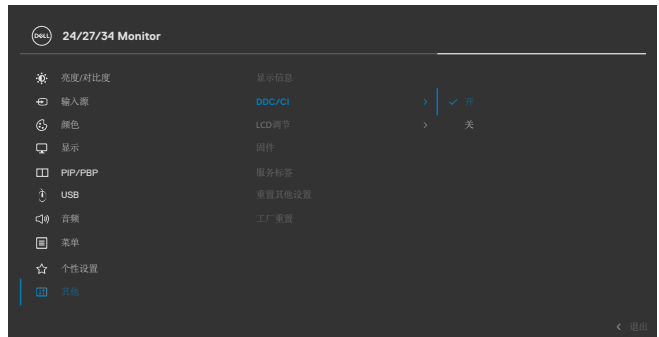 DELL 24/27/34 Monitor
亮度/对比度 显示信息
输入源 DDC/CI 开
颜色 LCD调节 关
显示 固件
PIP/PBP 服务标签
USB 重置其他设置
音频 工厂重置
菜单
个性设置
其他
退出